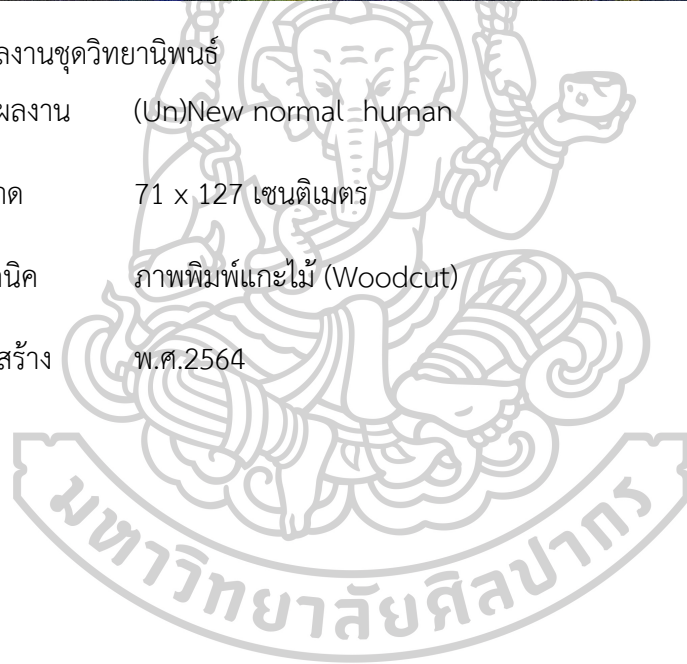 ลงานชุดวิทยานิพนธ์
ผลงาน (Un)New normal human
าด 71 x 127 เซนติเมตร
นิค ภาพพิมพ์แกะไม้ (Woodcut)
สร้าง พ.ศ.2564
มหาวิทยาลัยศิลปากร